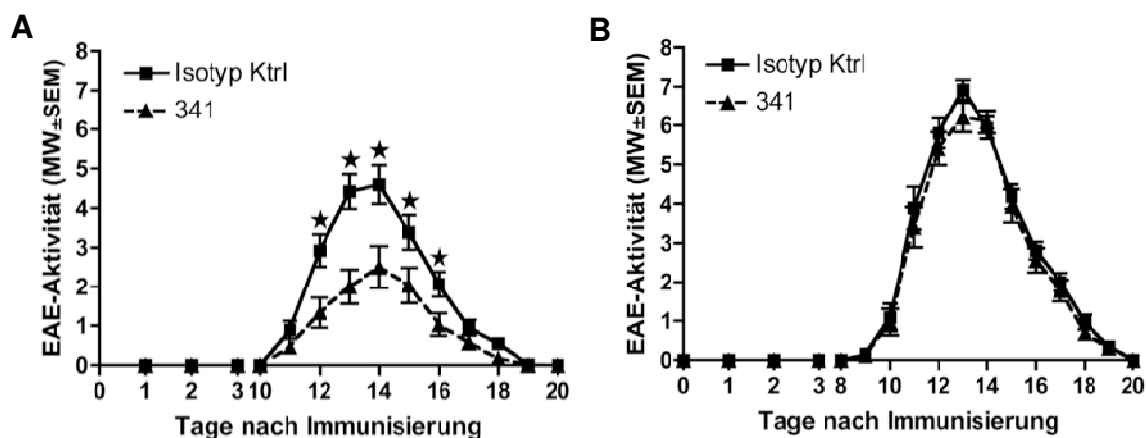 A
EAE-Aktivität (MW±SEM)
8
7
6
5
4
3
2
1
0
Isotyp Ktrl
341
0 1 2 3 10 12 14 16 18 20
Tage nach Immunisierung
B
EAE-Aktivität (MW±SEM)
8
7
6
5
4
3
2
1
0
Isotyp Ktrl
341
0 1 2 3 8 10 12 14 16 18 20
Tage nach Immunisierung